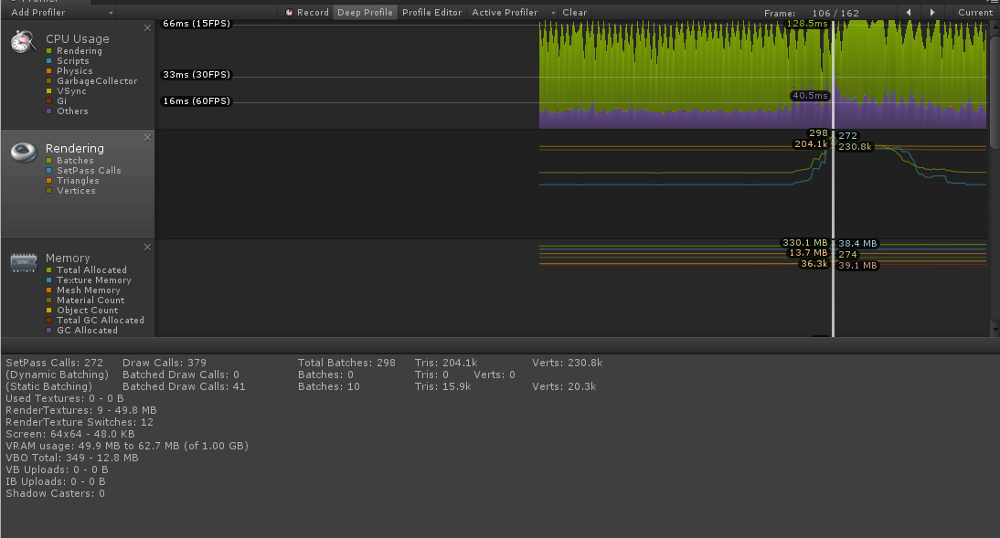 Add Profiler Record Deep Profile Profile Editor Active Profiler Clear Frame: 106 / 162 Current
CPU Usage
Rendering
Scripts
Physics
GarbageCollector
VSync
Gi
Others
66ms (15FPS)
33ms (30FPS)
16ms (60FPS)
128.5ms
40.5ms
Rendering
Batches
SetPass Calls
Triangles
Vertices
298 272
204.1k 230.8k
Memory
Total Allocated
Texture Memory
Mesh Memory
Material Count
Object Count
Total GC Allocated
GC Allocated
330.1 MB 38.4 MB
13.7 MB 274
36.3k 39.1 MB
SetPass Calls: 272 Draw Calls: 379 Total Batches: 298 Tris: 204.1k Verts: 230.8k
(Dynamic Batching) Batched Draw Calls: 0 Batches: 0 Tris: 0 Verts: 0
(Static Batching) Batched Draw Calls: 41 Batches: 10 Tris: 15.9k Verts: 20.3k
Used Textures: 0 - 0 B
RenderTextures: 9 - 49.8 MB
RenderTexture Switches: 12
Screen: 64x64 - 48.0 KB
VRAM usage: 49.9 MB to 62.7 MB (of 1.00 GB)
VBO Total: 349 - 12.8 MB
VB Uploads: 0 - 0 B
IB Uploads: 0 - 0 B
Shadow Casters: 0